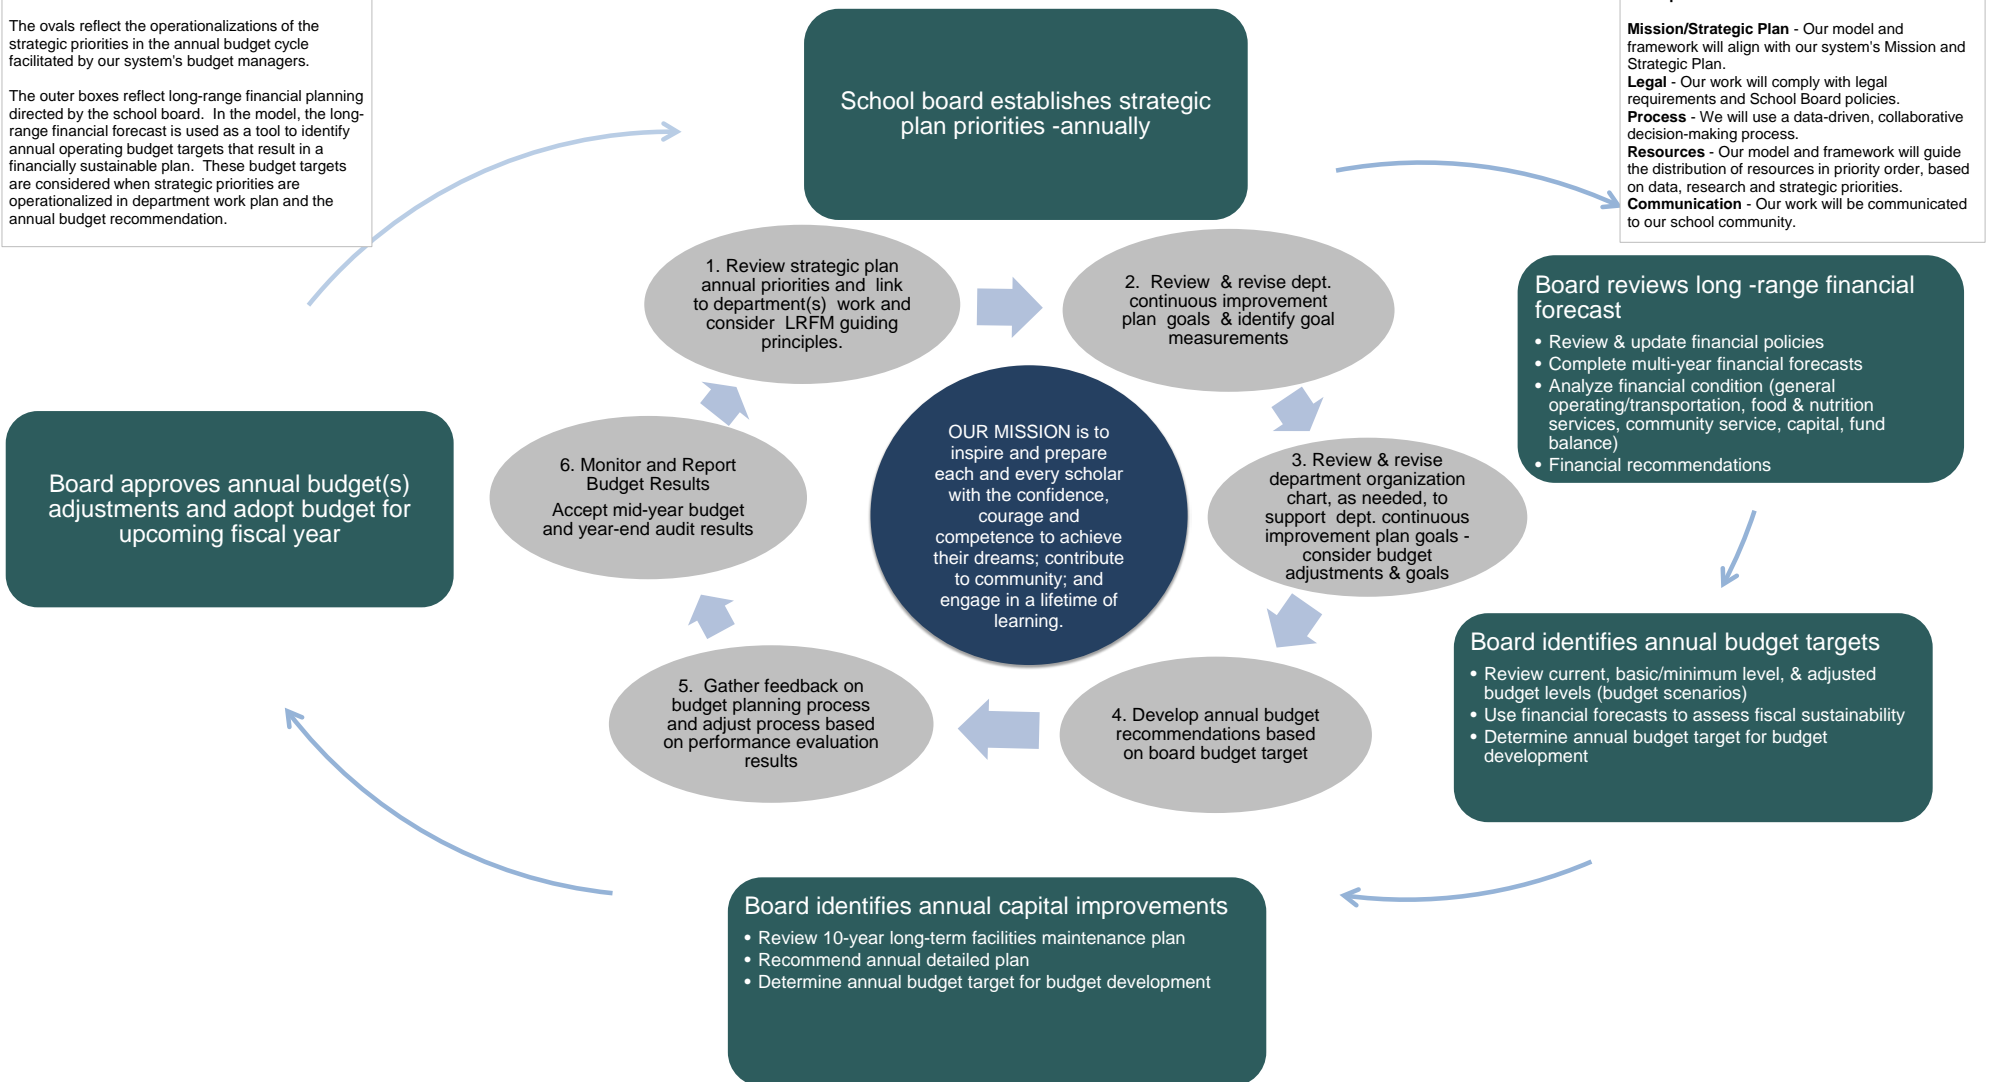 The ovals reflect the operationalizations of the
strategic priorities in the annual budget cycle
facilitated by our system's budget managers.
The outer boxes reflect long-range financial planning
directed by the school board.  In the model, the long-
range financial forecast is used as a tool to identify
annual operating budget targets that result in a
financially sustainable plan.  These budget targets
are considered when strategic priorities are
operationalized in department work plan and the
annual budget recommendation.
School board establishes strategic
plan priorities -annually
Mission/Strategic Plan - Our model and
framework will align with our system's Mission and
Strategic Plan.
Legal - Our work will comply with legal
requirements and School Board policies.
Process - We will use a data-driven, collaborative
decision-making process.
Resources - Our model and framework will guide
the distribution of resources in priority order, based
on data, research and strategic priorities.
Communication - Our work will be communicated
to our school community.
1. Review strategic plan
annual priorities and  link
to department(s)  work and
consider  LRFM guiding
principles.
2.  Review  & revise dept.
continuous improvement
plan  goals  & identify goal
measurements
Board reviews long -range financial
forecast
• Review & update financial policies
• Complete multi-year financial forecasts
• Analyze financial condition (general
operating/transportation, food & nutrition
services, community service, capital, fund
balance)
• Financial recommendations
Board approves annual budget(s)
adjustments and adopt budget for
upcoming fiscal year
6. Monitor and Report
Budget Results
Accept mid-year budget
and year-end audit results
OUR MISSION is to
inspire and prepare
each and every scholar
with the confidence,
courage and
competence to achieve
their dreams; contribute
to community; and
engage in a lifetime of
learning.
3. Review & revise
department organization
chart, as needed, to
support  dept. continuous
improvement plan goals -
consider budget
adjustments & goals
Board identifies annual budget targets
• Review current, basic/minimum level, & adjusted
budget levels (budget scenarios)
• Use financial forecasts to assess fiscal sustainability
• Determine annual budget target for budget
development
5.  Gather feedback on
budget planning process
and adjust process based
on performance evaluation
results
4. Develop annual budget
recommendations based
on board budget target
Board identifies annual capital improvements
• Review 10-year long-term facilities maintenance plan
• Recommend annual detailed plan
• Determine annual budget target for budget development